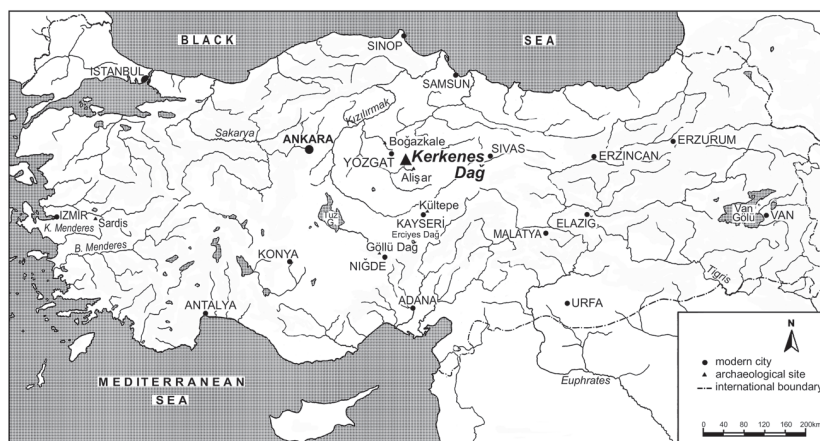 BLACK SEA
SINOP
ISTANBUL
SAMSUN
Kızılırmak
Sakarya
ANKARA
Boğazkale
YOZGAT
Kerkenes
Dağ
Alişar
SIVAS
ERZINCAN
ERZURUM
Kültepe
KAYSERİ
Erciyes Dağ
Tuz
G.
IZMIR
Sardis
K. Menderes
B. Menderes
Göllü Dağ
NIĞDE
KONYA
MALATYA
ELAZIG
Van
Gölü
VAN
Tigris
ANTALYA
ADANA
URFA
Euphrates
MEDITERRANEAN
SEA
N
modern city
archaeological site
international boundary
0 40 80 120 160 200km